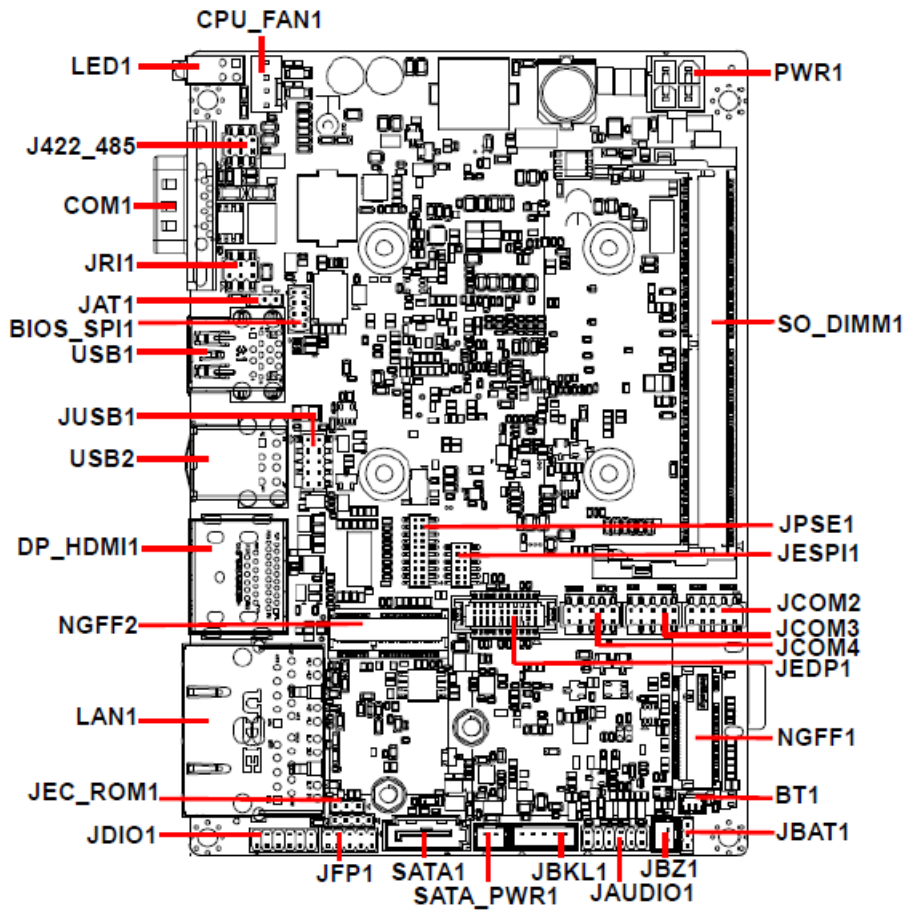 CPU_FAN1
LED1
PWR1
J422_485
COM1
JRI1
JAT1
BIOS_SPI1
SO_DIMM1
USB1
JUSB1
USB2
JPSE1
DP_HDMI1
JESPI1
JCOM2
NGFF2
JCOM3
JCOM4
JEDP1
LAN1
NGFF1
JEC_ROM1
BT1
JDIO1
JBAT1
JFP1
SATA1
JBKL1
JBZ1
SATA_PWR1
JAUDIO1